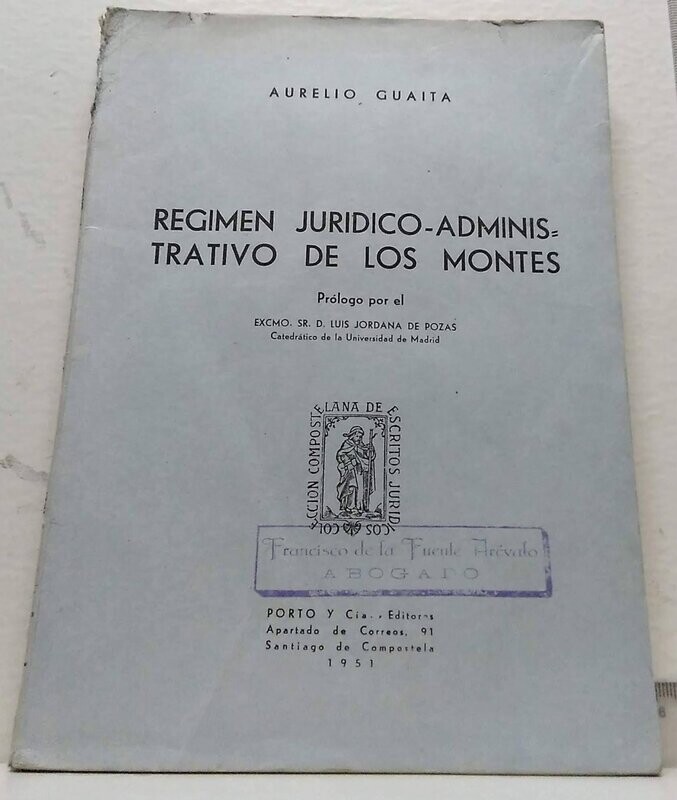 AURELIO GUAITA
REGIMEN JURIDICO-ADMINIS=
TRATIVO DE LOS MONTES
Prólogo por el
EXCMO. SR. D. LUIS JORDANA DE POZAS
Catedrático de la Universidad de Madrid
COLECCION COMPOSTELANA DE ESCRITOS JURIDICOS
Francisco de la Fuente Arévalo
ABOGADO
PORTO Y Cía., Editores
Apartado de Correos, 91
Santiago de Compostela
1951